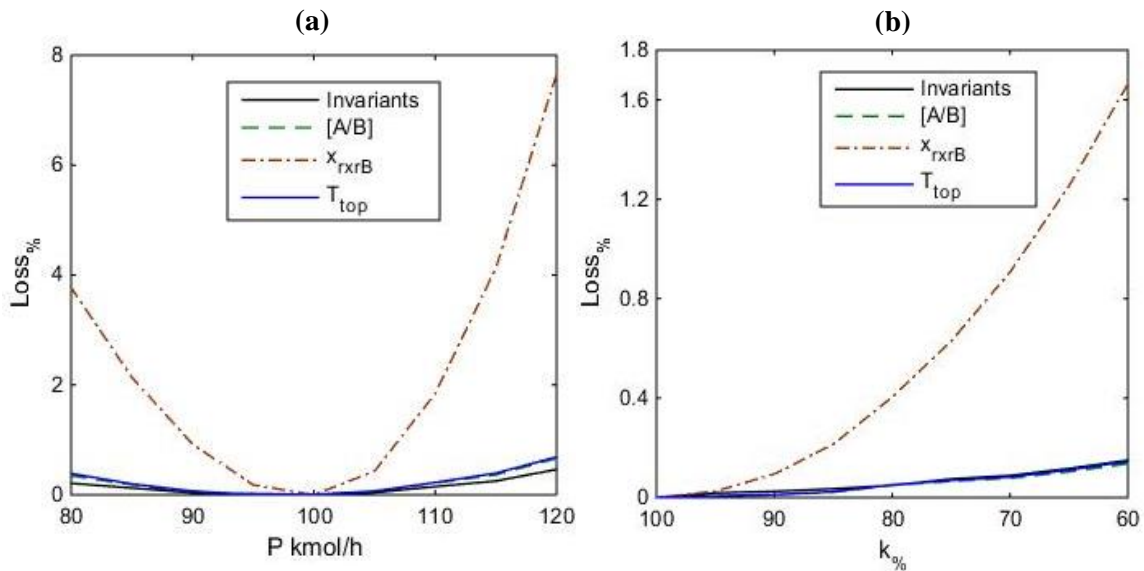 (a)
8
6
4
2
0
80
90
100
110
120
Loss%
P kmol/h
Invariants
[A/B]
xrxrB
Ttop
(b)
1.8
1.6
1.2
0.8
0.4
0
100
90
80
70
60
Loss%
k%
Invariants
[A/B]
xrxrB
Ttop